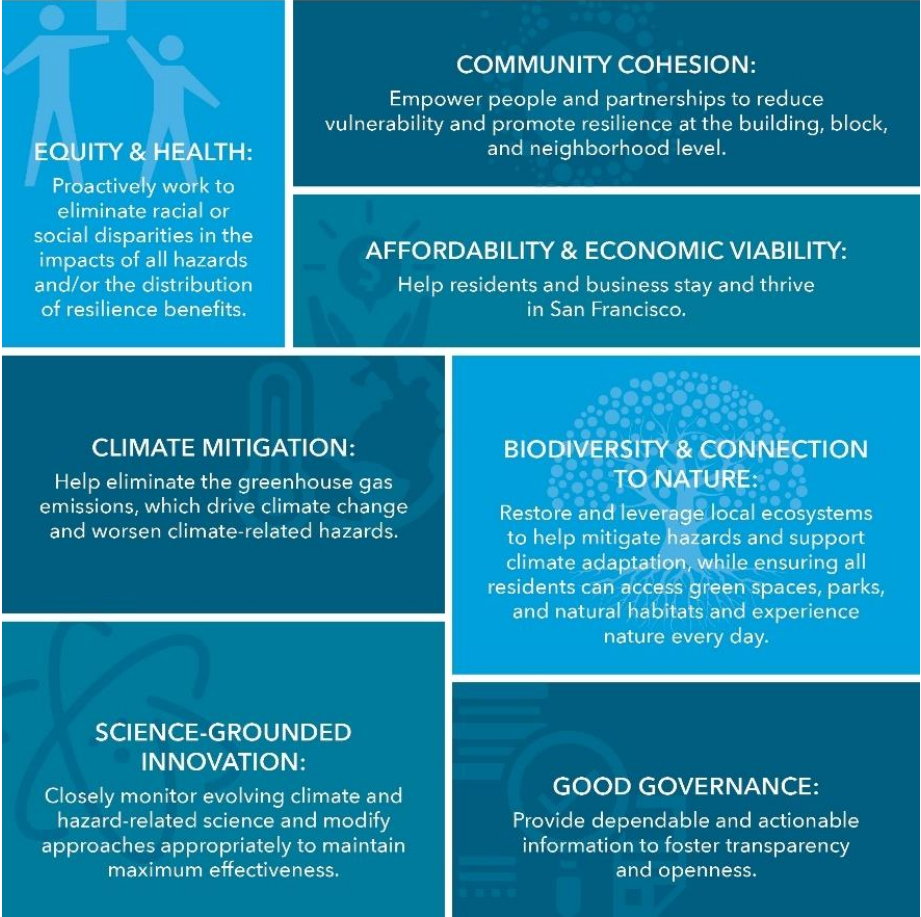 EQUITY & HEALTH:
Proactively work to
eliminate racial or
social disparities in the
impacts of all hazards
and/or the distribution
of resilience benefits.
COMMUNITY COHESION:
Empower people and partnerships to reduce
vulnerability and promote resilience at the building, block,
and neighborhood level.
AFFORDABILITY & ECONOMIC VIABILITY:
Help residents and business stay and thrive
in San Francisco.
CLIMATE MITIGATION:
Help eliminate the greenhouse gas
emissions, which drive climate change
and worsen climate-related hazards.
BIODIVERSITY & CONNECTION
TO NATURE:
Restore and leverage local ecosystems
to help mitigate hazards and support
climate adaptation, while ensuring all
residents can access green spaces, parks,
and natural habitats and experience
nature every day.
SCIENCE-GROUNDED
INNOVATION:
Closely monitor evolving climate and
hazard-related science and modify
approaches appropriately to maintain
maximum effectiveness.
GOOD GOVERNANCE:
Provide dependable and actionable
information to foster transparency
and openness.